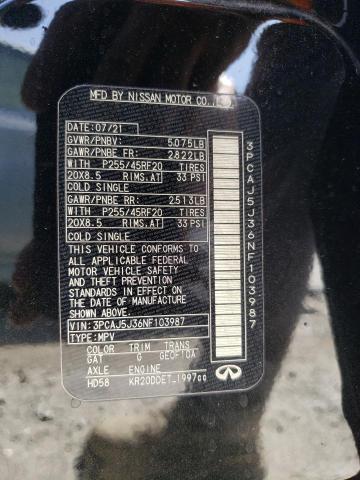 MFD BY NISSAN MOTOR CO.,
DATE: 07/21
GVWR/PNBV: 5075LB
GAWR/PNBE FR: 2822LB
WITH P255/45RF20 TIRES
20X8.5 RIMS.AT 33 PSI
COLD SINGLE
GAWR/PNBE RR: 2513LB
WITH P255/45RF20 TIRES
20X8.5 RIMS.AT 33 PSI
COLD SINGLE
THIS VEHICLE CONFORMS TO
ALL APPLICABLE FEDERAL
MOTOR VEHICLE SAFETY AND
THEFT PREVENTION
STANDARDS IN EFFECT ON
THE DATE OF MANUFACTURE
SHOWN ABOVE.
VIN: 3PCAJ5J36NF103987
TYPE: MPV
COLOR TRIM TRANS
GAT G
AXLE ENGINE
HD58 KR20DDET 1997cc
3PCAJ5J36NF103987